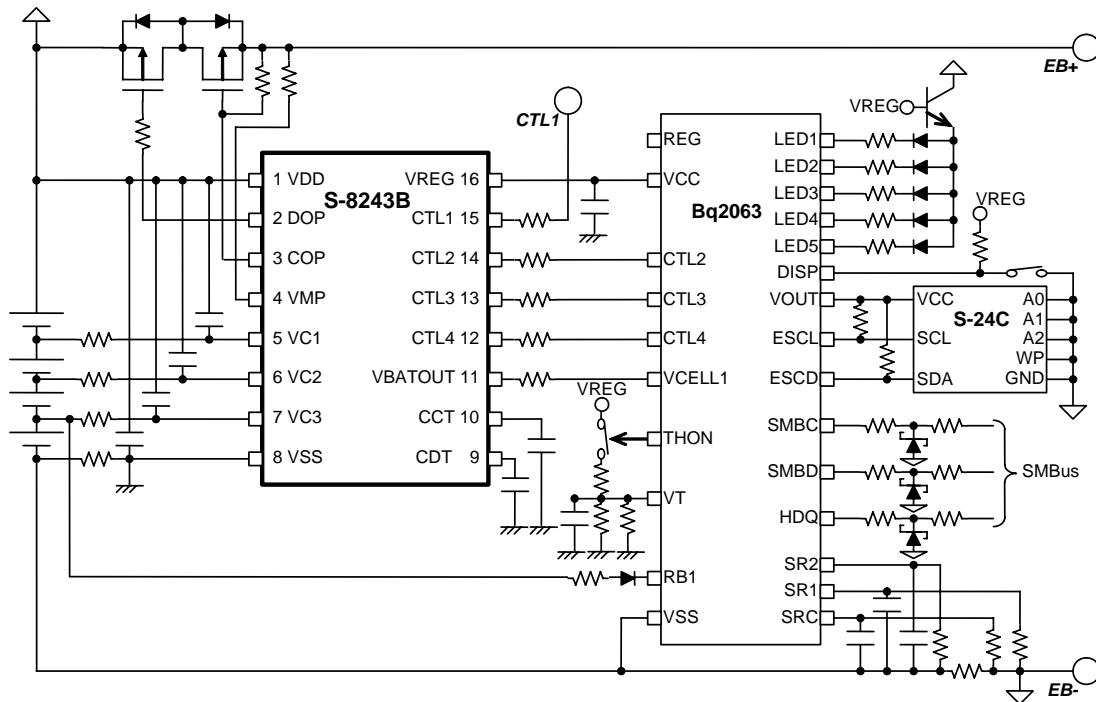 EB+
CTL1
S-8243B
1 VDD
2 DOP
3 COP
4 VMP
5 VC1
6 VC2
7 VC3
8 VSS
VREG 16
CTL1 15
CTL2 14
CTL3 13
CTL4 12
VBATOUT 11
CCT 10
CDT 9
Bq2063
REG
VCC
CTL2
CTL3
CTL4
VCELL1
VREG
THON
VT
RB1
VSS
LED1
LED2
LED3
LED4
LED5
DISP
VOUT
ESCL
ESCD
SMBC
SMBD
HDQ
SR2
SR1
SRC
VREG
VREG
S-24C
VCC
SCL
SDA
A0
A1
A2
WP
GND
SMBus
EB-